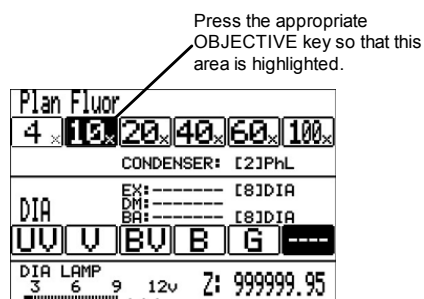 Press the appropriate
OBJECTIVE key so that this
area is highlighted.
Plan Fluor
4x 10x 20x 40x 60x 100x
CONDENSER: [2]PhL
EX:------- [8]DIA
DM:-------
DIA
BA:------- [8]DIA
UV V BV B G ----
DIA LAMP
3 6 9 12v Z: 999999.95